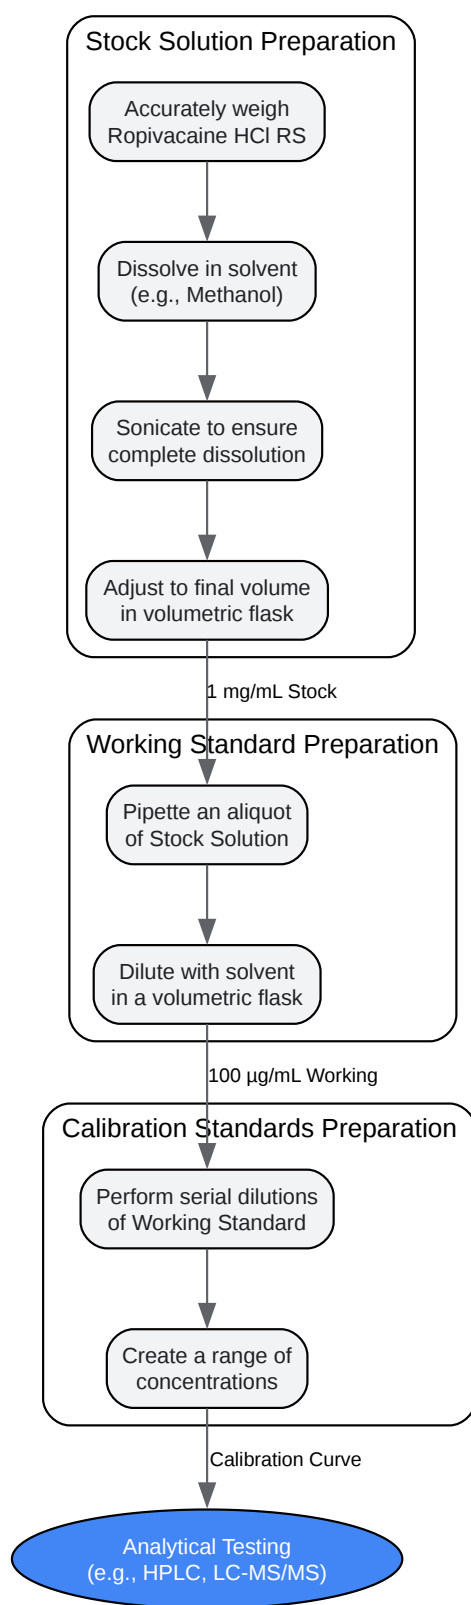 Stock Solution Preparation
Accurately weigh
Ropivacaine HCl RS
Dissolve in solvent
(e.g., Methanol)
Sonicate to ensure
complete dissolution
Adjust to final volume
in volumetric flask
1 mg/mL Stock
Working Standard Preparation
Pipette an aliquot
of Stock Solution
Dilute with solvent
in a volumetric flask
100 µg/mL Working
Calibration Standards Preparation
Perform serial dilutions
of Working Standard
Create a range of
concentrations
Calibration Curve
Analytical Testing
(e.g., HPLC, LC-MS/MS)